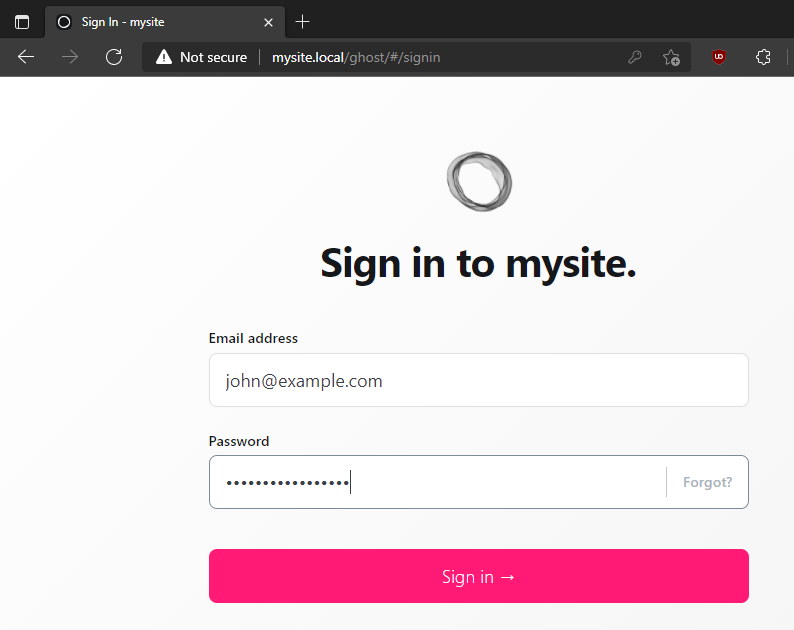 Sign In - mysite
Not secure mysite.local/ghost/#/signin
Sign in to mysite.
Email address
john@example.com
Password
•••••••••••••••••
Forgot?
Sign in →